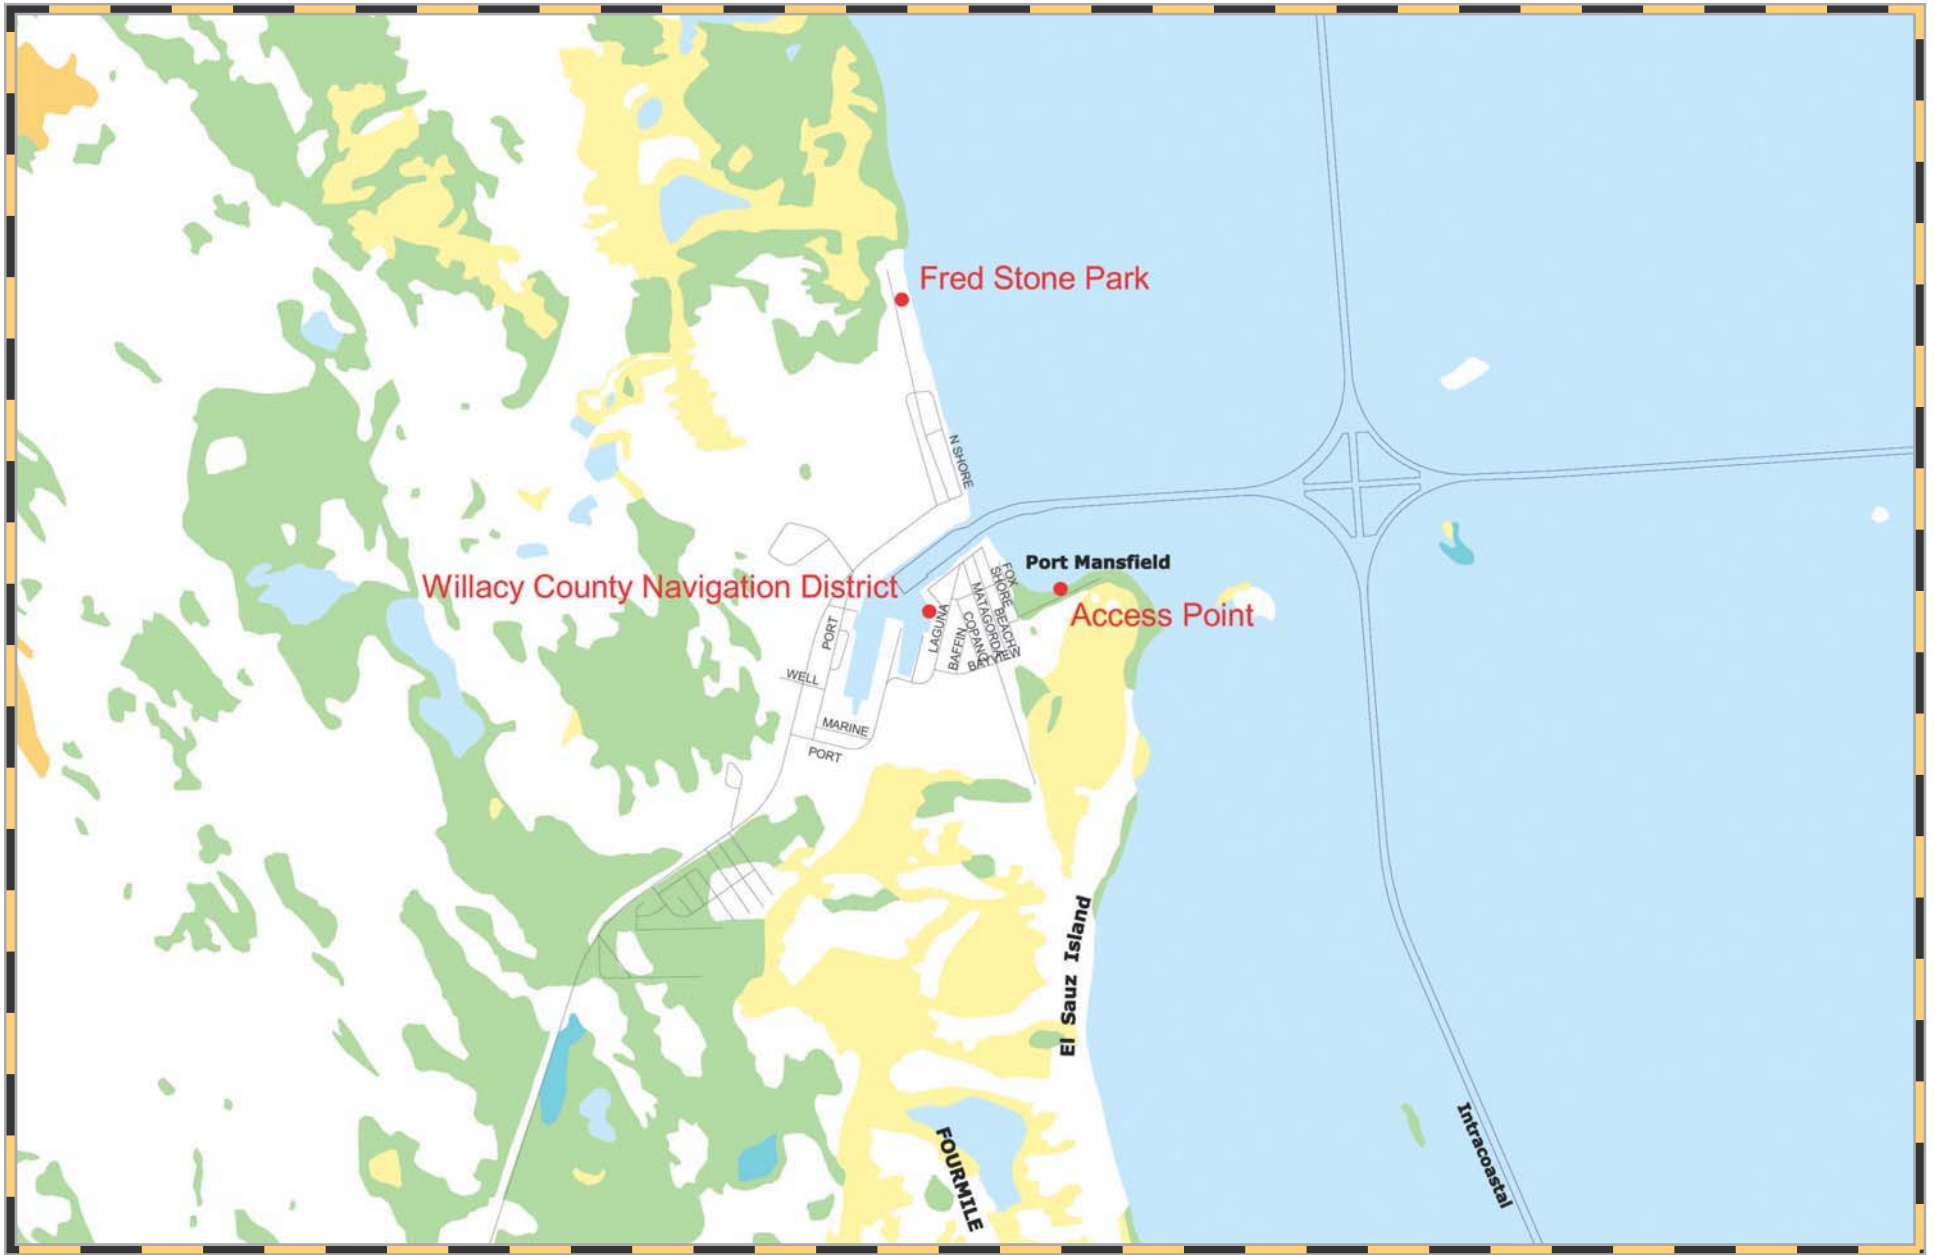 Fred Stone Park
N SHORE
Port Mansfield
FOX
SHORE
Willacy County Navigation District
Access Point
MATAGORDA
BEACH
COPANO
LAGUNA
BAFFIN
BAYVIEW
PORT
WELL
MARINE
PORT
El Sauz Island
FOURMILE
Intracoastal